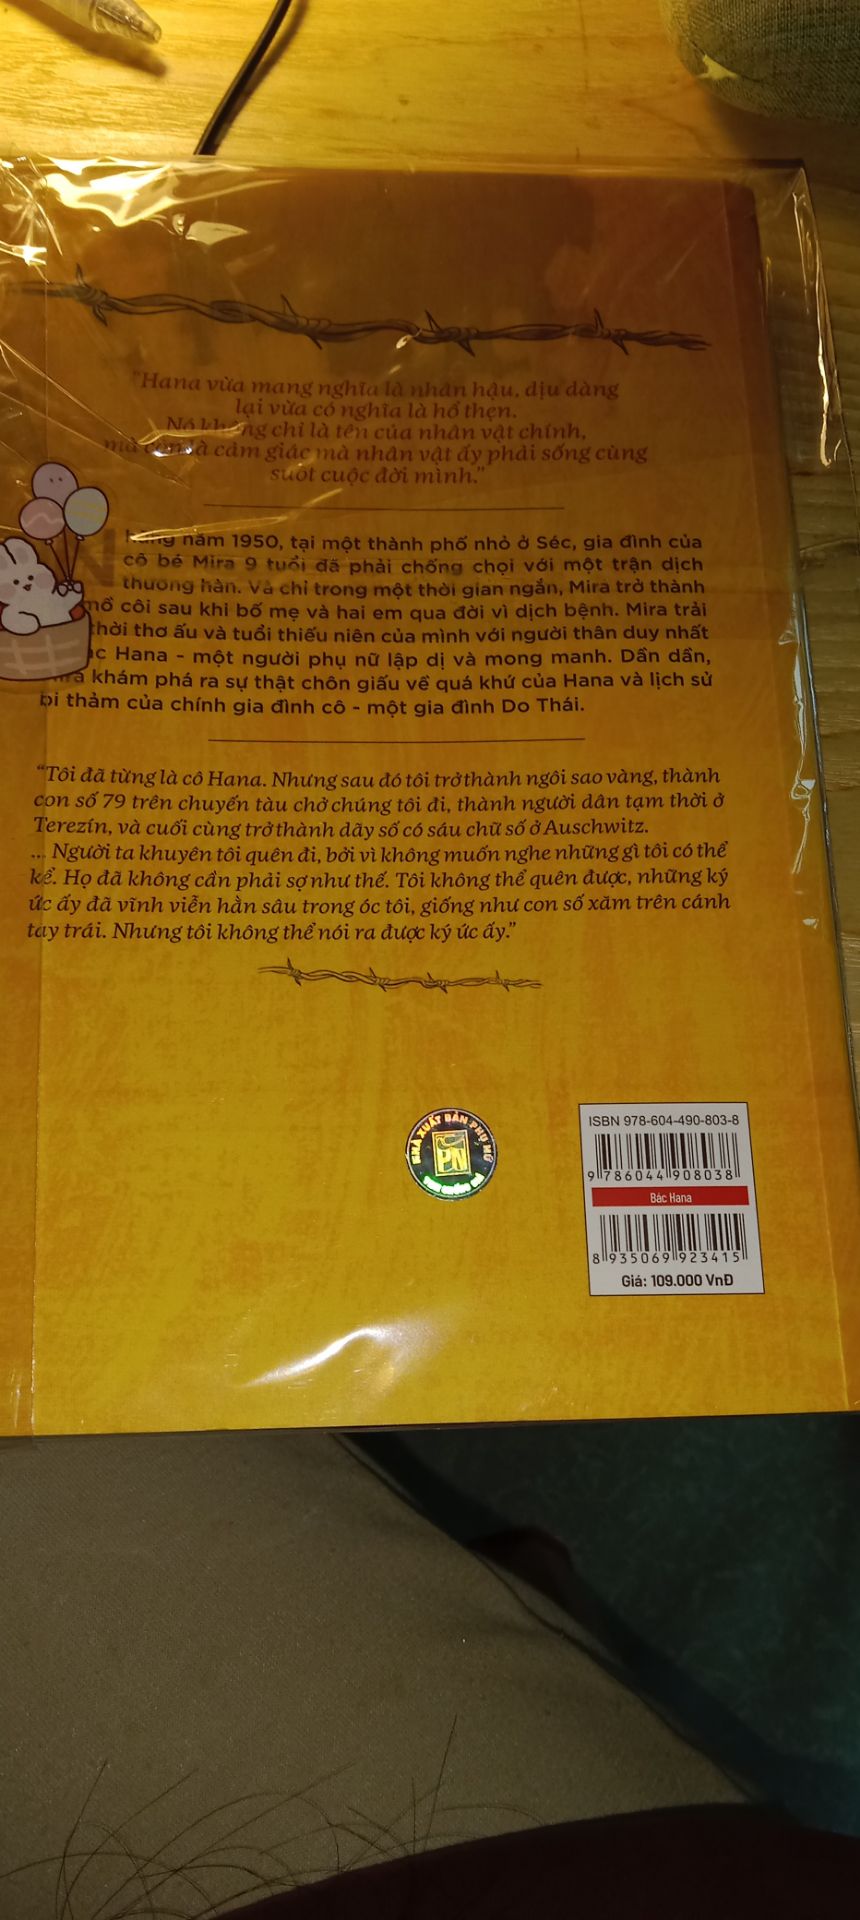 "Hana vừa mang nghĩa là nhân hậu, dịu dàng
lại vừa có nghĩa là hổ thẹn.
Nó không chỉ là tên của nhân vật chính,
mà còn là cảm giác mà nhân vật ấy phải sống cùng
suốt cuộc đời mình."
Những năm 1950, tại một thành phố nhỏ ở Séc, gia đình của
cô bé Mira 9 tuổi đã phải chống chọi với một trận dịch
thương hàn. Và chỉ trong một thời gian ngắn, Mira trở thành
mồ côi sau khi bố mẹ và hai em qua đời vì dịch bệnh. Mira trải
thời thơ ấu và tuổi thiếu niên của mình với người thân duy nhất
Hana - một người phụ nữ lập dị và mong manh. Dần dần,
Mira khám phá ra sự thật chôn giấu về quá khứ của Hana và lịch sử
bi thảm của chính gia đình cô - một gia đình Do Thái.
"Tôi đã từng là cô Hana. Nhưng sau đó tôi trở thành ngôi sao vàng, thành
con số 79 trên chuyến tàu chở chúng tôi đi, thành người dân tạm thời ở
Terezín, và cuối cùng trở thành dãy số có sáu chữ số ở Auschwitz.
... Người ta khuyên tôi quên đi, bởi vì không muốn nghe những gì tôi có thể
kể. Họ đã không cần phải sợ như thế. Tôi không thể quên được, những ký
ức ấy đã vĩnh viễn hằn sâu trong óc tôi, giống như con số xăm trên cánh
tay trái. Nhưng tôi không thể nói ra được ký ức ấy."
NHÀ XUẤT BẢN PHỤ NỮ
PN
ISBN 978-604-490-803-8
9 786044 908038
Bác Hana
8 935069 923415
Giá: 109.000 VnĐ